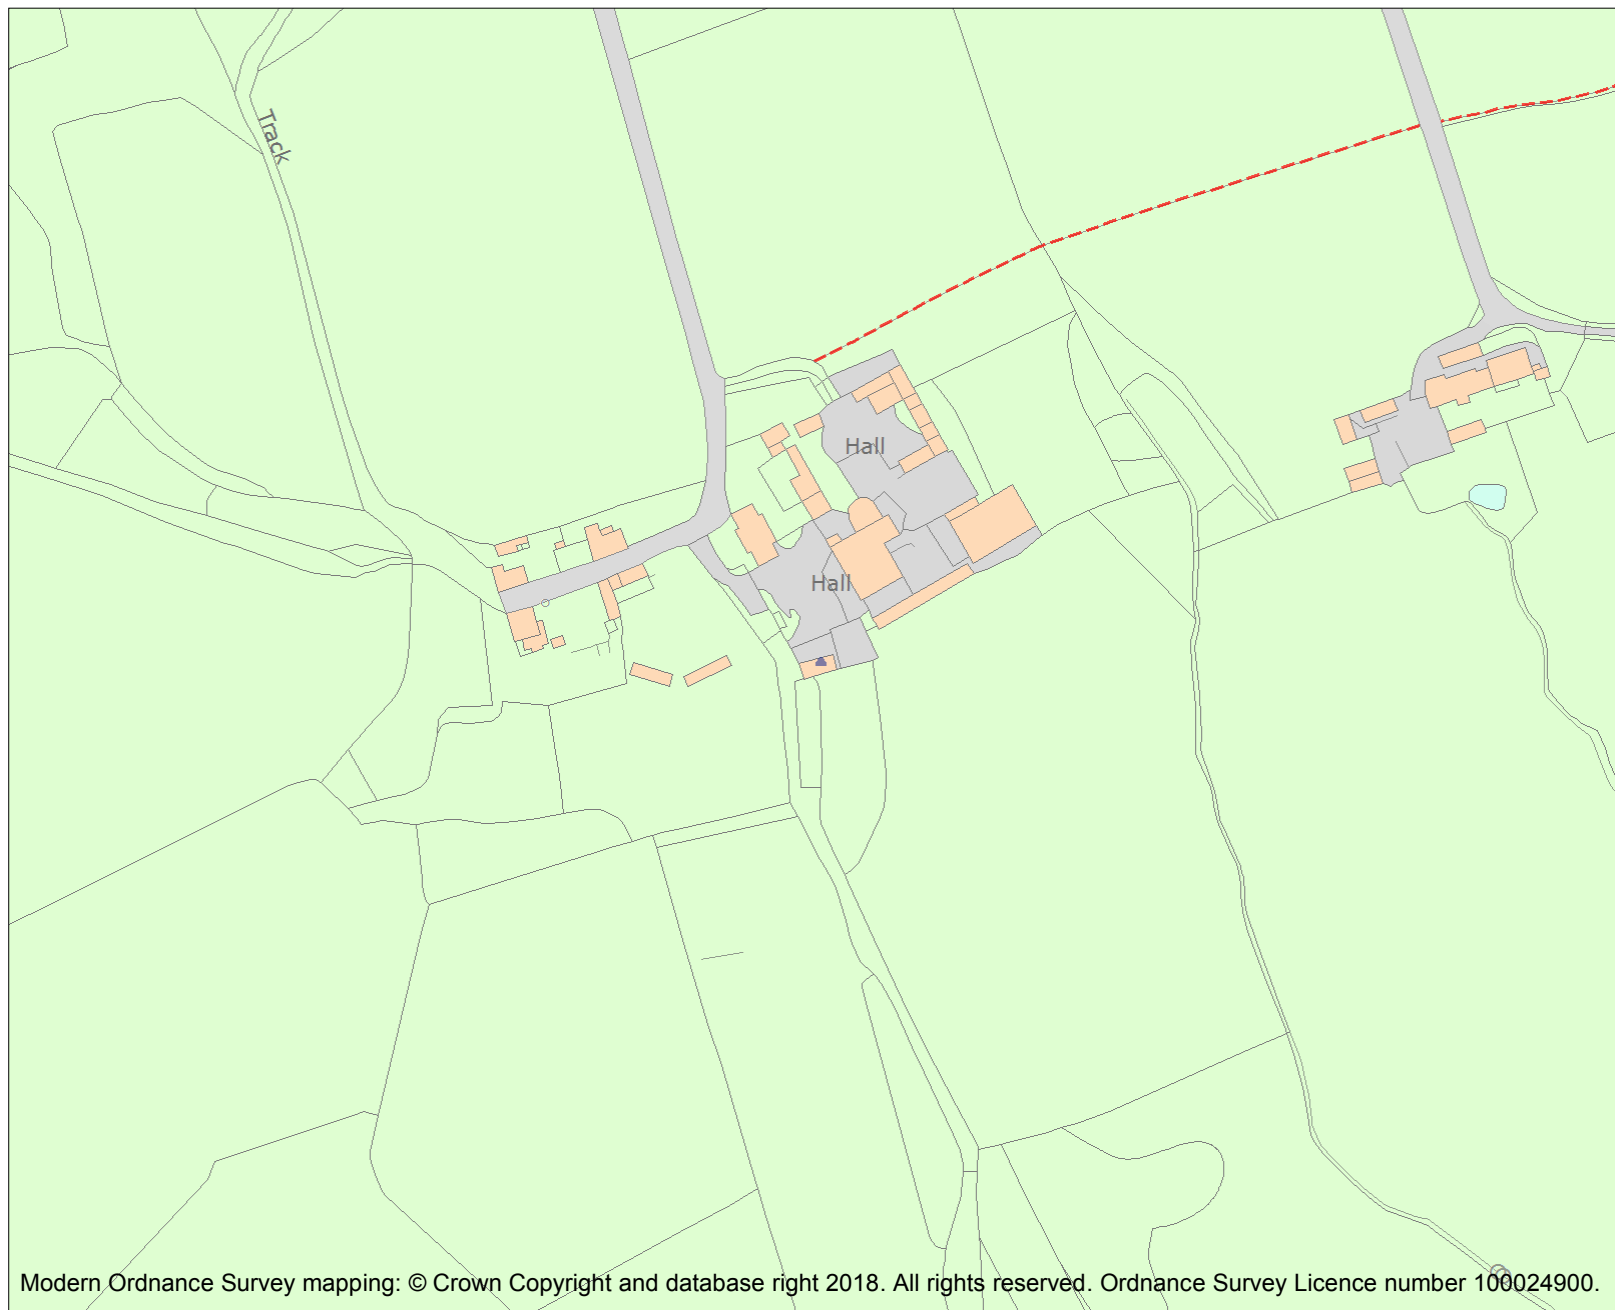 Track
Hall
Hall
Modern Ordnance Survey mapping: © Crown Copyright and database right 2018. All rights reserved. Ordnance Survey Licence number 100024900.